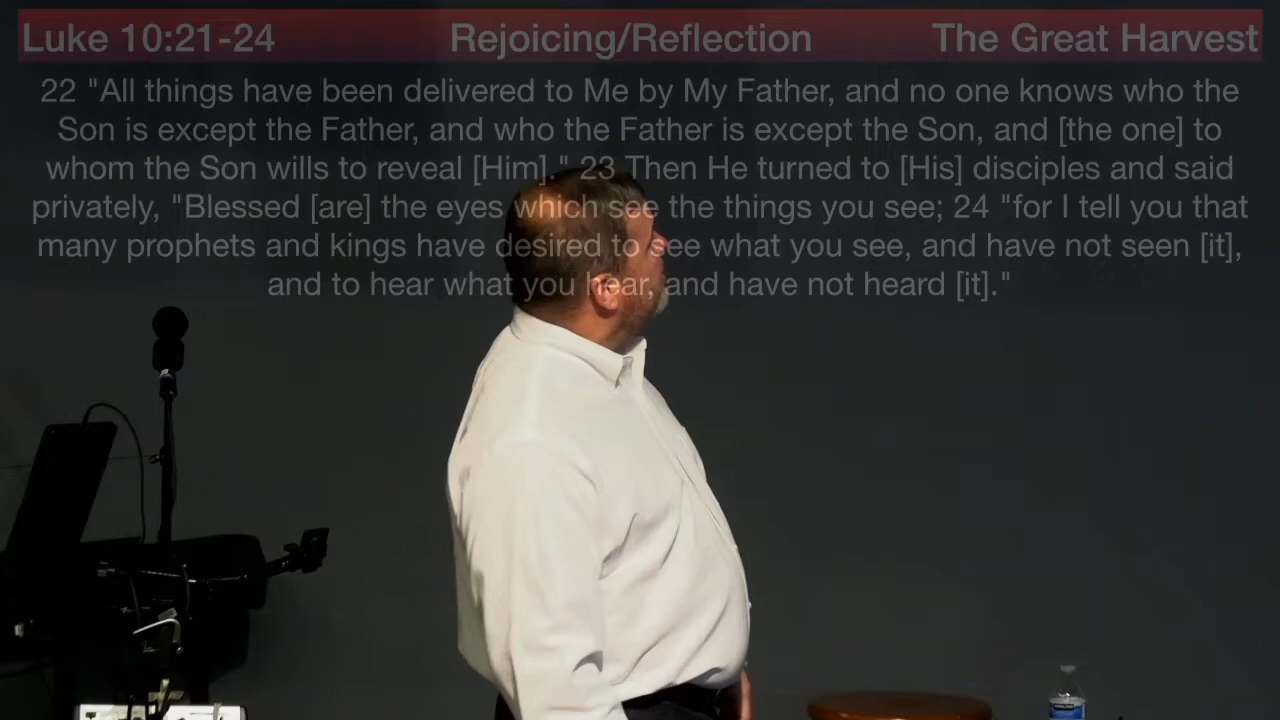 Luke 10:21-24 Rejoicing/Reflection The Great Harvest
22 "All things have been delivered to Me by My Father, and no one knows who the
Son is except the Father, and who the Father is except the Son, and [the one] to
whom the Son wills to reveal [Him]." 23 Then He turned to [His] disciples and said
privately, "Blessed [are] the eyes which see the things you see; 24 "for I tell you that
many prophets and kings have desired to see what you see, and have not seen [it],
and to hear what you hear, and have not heard [it]."